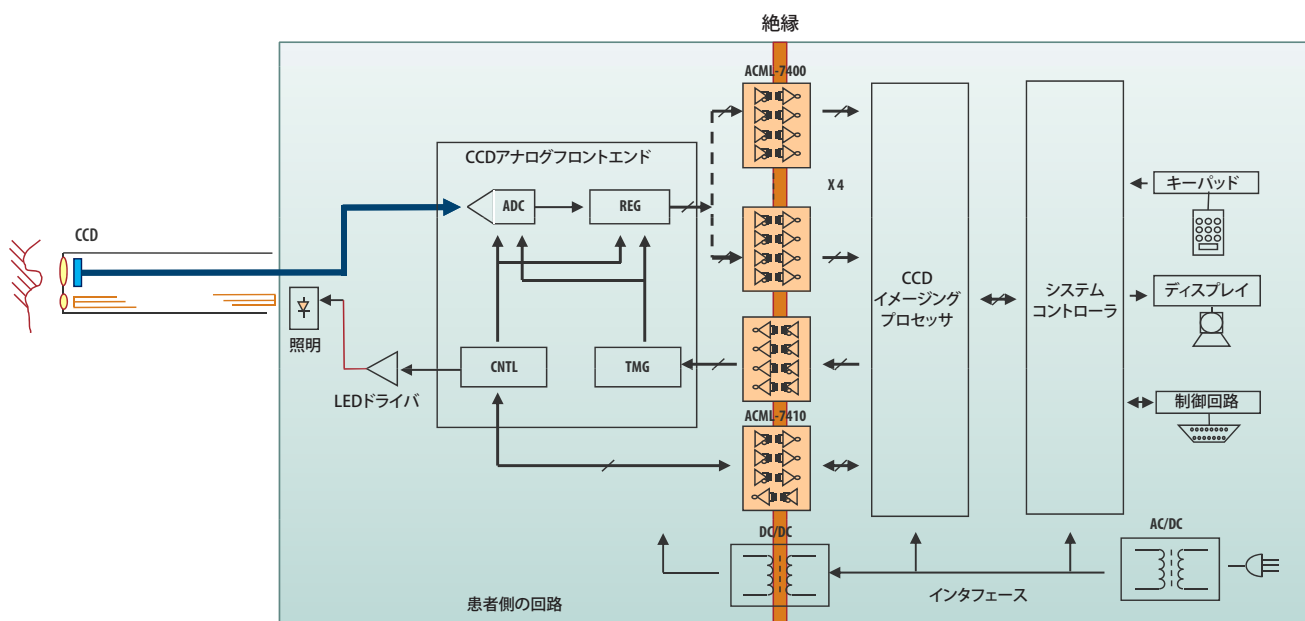 絶縁
ACML-7400
CCDアナログフロントエンド
X 4
ADC
REG
キーパッド
CCD
CCD
イメージング
プロセッサ
システム
コントローラ
ディスプレイ
照明
CNTL
TMG
LEDドライバ
制御回路
ACML-7410
DC/DC
AC/DC
インタフェース
患者側の回路